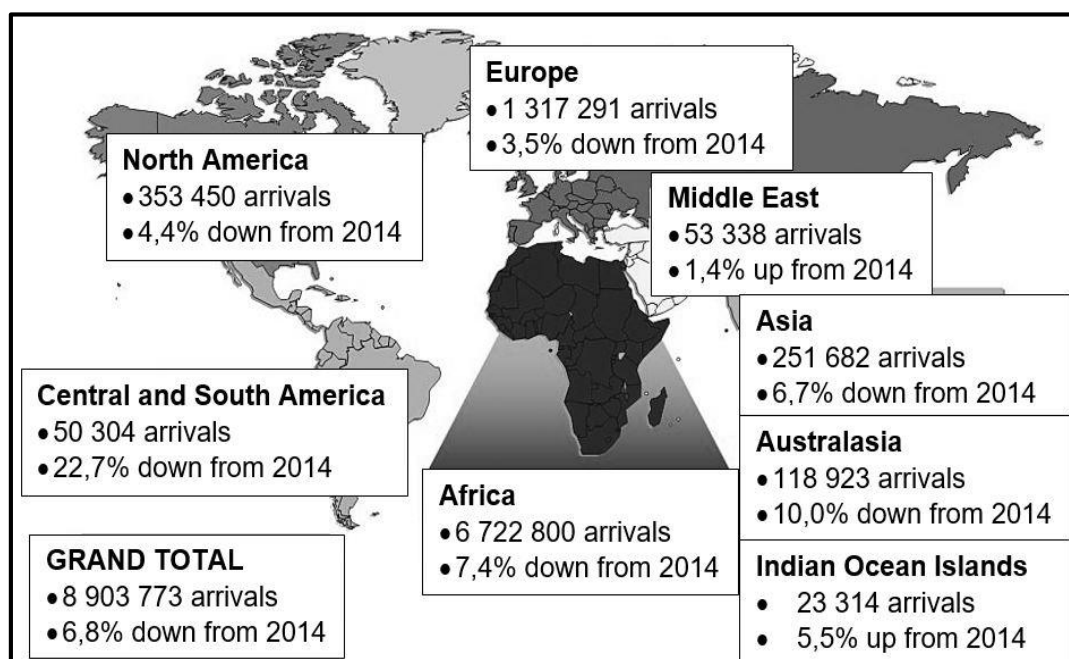 Europe
•1 317 291 arrivals
•3,5% down from 2014
North America
•353 450 arrivals
•4,4% down from 2014
Middle East
•53 338 arrivals
•1,4% up from 2014
Asia
•251 682 arrivals
•6,7% down from 2014
Central and South America
•50 304 arrivals
•22,7% down from 2014
Australasia
•118 923 arrivals
•10,0% down from 2014
Africa
•6 722 800 arrivals
•7,4% down from 2014
GRAND TOTAL
•8 903 773 arrivals
•6,8% down from 2014
Indian Ocean Islands
• 23 314 arrivals
• 5,5% up from 2014